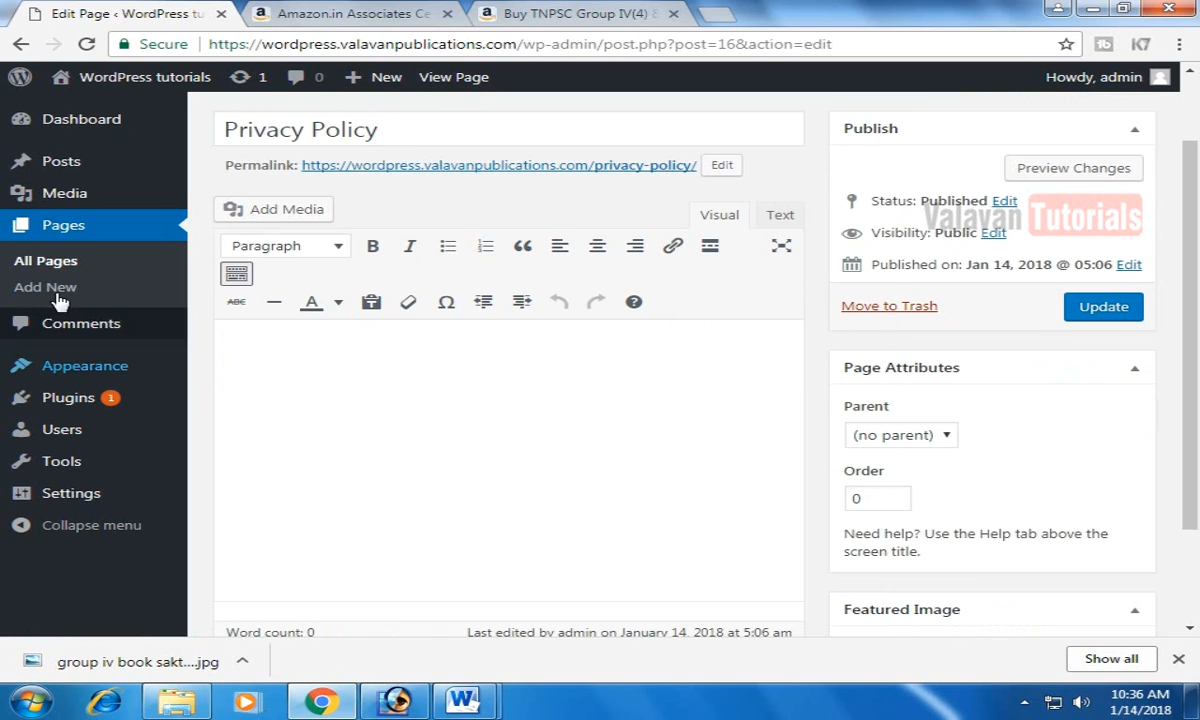 Edit Page ‹ WordPress tu
Amazon.in Associates Ce
Buy TNPSC Group IV(4)
Secure
https://wordpress.valavanpublications.com/wp-admin/post.php?post=16&action=edit
WordPress tutorials
1
0
New
View Page
Howdy, admin
Dashboard
Posts
Media
Pages
All Pages
Add New
Comments
Appearance
Plugins 1
Users
Tools
Settings
Collapse menu
Privacy Policy
Permalink: https://wordpress.valavanpublications.com/privacy-policy/ Edit
Add Media
Visual
Text
Paragraph
B
I
ABC
A
Word count: 0
Last edited by admin on January 14, 2018 at 5:06 am
Publish
Preview Changes
Status: Published Edit
Valavan Tutorials
Visibility: Public Edit
Published on: Jan 14, 2018 @ 05:06 Edit
Move to Trash
Update
Page Attributes
Parent
(no parent)
Order
0
Need help? Use the Help tab above the
screen title.
Featured Image
group iv book sakt....jpg
Show all
10:36 AM
1/14/2018